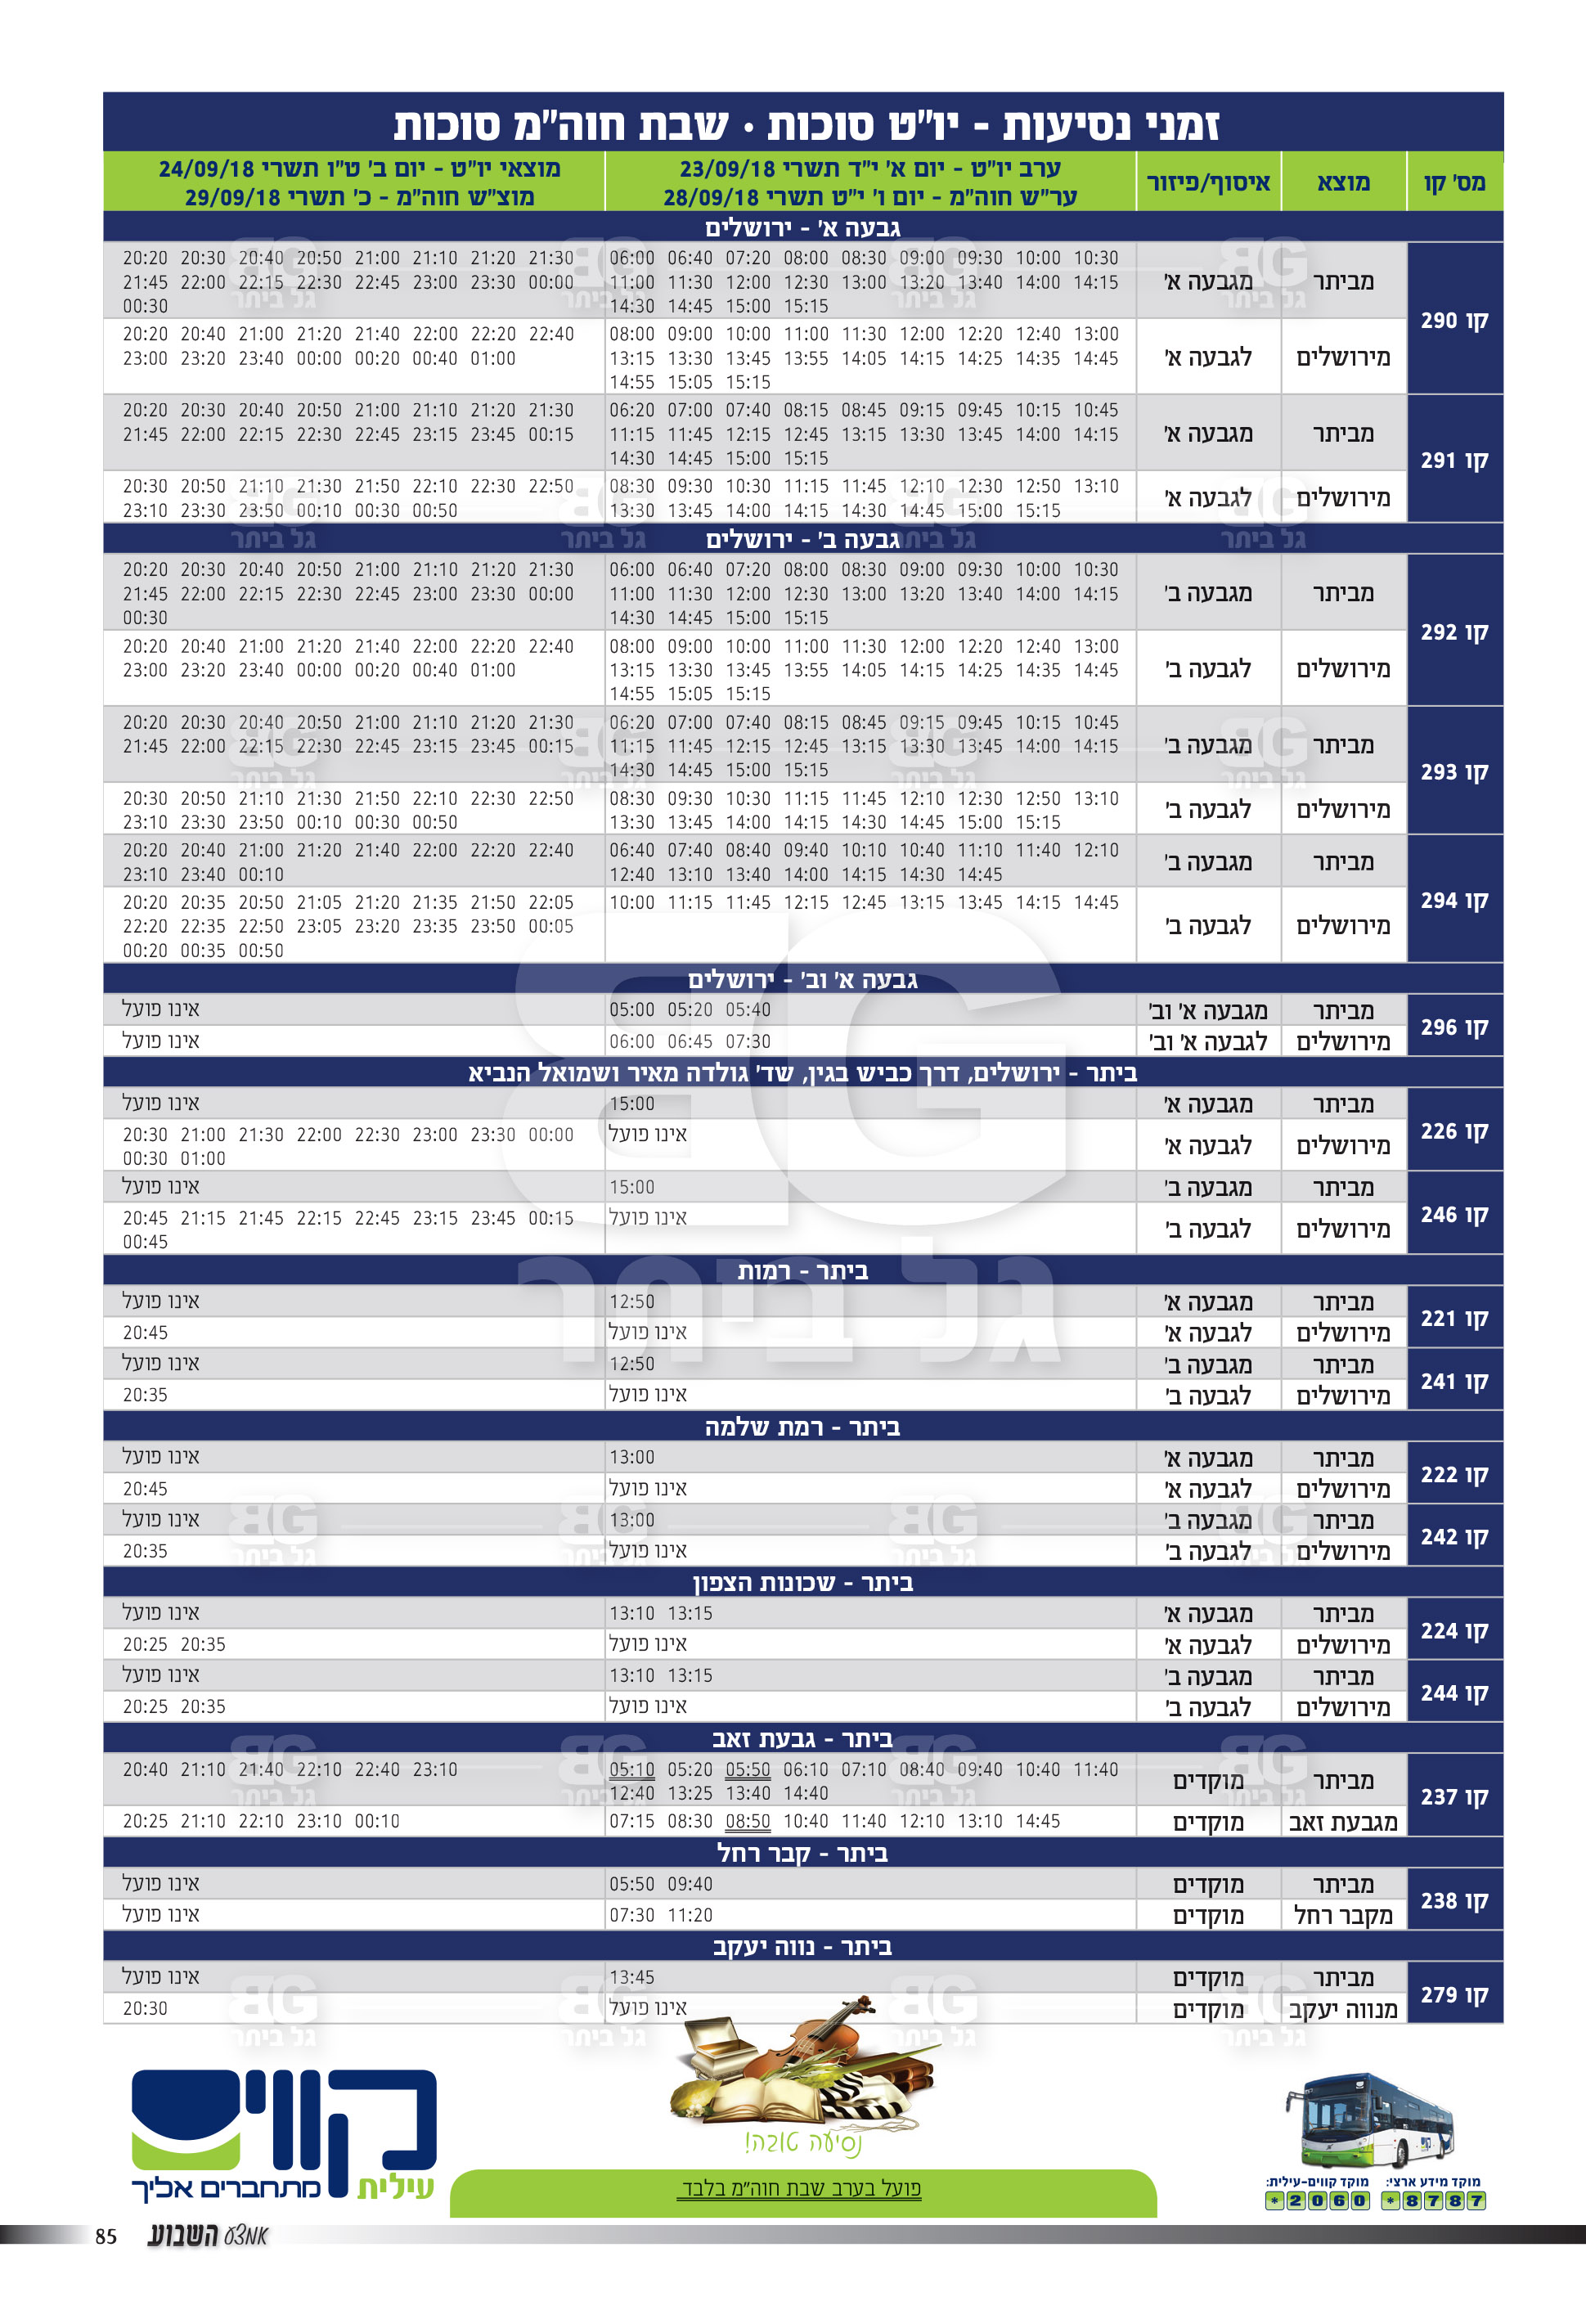 זמני נסיעות - יו"ט סוכות • שבת חוה"מ סוכות
מס' קו	מוצא	איסוף/פיזור	ערב יו"ט - יום א' י"ד תשרי 23/09/18	מוצאי יו"ט - יום ב' ט"ו תשרי 24/09/18
ער"ש חוה"מ - יום ו' י"ט תשרי 28/09/18	מוצ"ש חוה"מ - כ' תשרי 29/09/18
גבעה א' - ירושלים
קו 290
מביתר	מגבעה א'
06:00 06:40 07:20 08:00 08:30 09:00 09:30 10:00 10:30
11:00 11:30 12:00 12:30 13:00 13:20 13:40 14:00 14:15
14:30 14:45 15:00 15:15
20:20 20:30 20:40 20:50 21:00 21:10 21:20 21:30
21:45 22:00 22:15 22:30 22:45 23:00 23:30 00:00
00:30
מירושלים	לגבעה א'
08:00 09:00 10:00 11:00 11:30 12:00 12:20 12:40 13:00
13:15 13:30 13:45 13:55 14:05 14:15 14:25 14:35 14:45
14:55 15:05 15:15
20:20 20:40 21:00 21:20 21:40 22:00 22:20 22:40
23:00 23:20 23:40 00:00 00:20 00:40 01:00
קו 291
מביתר	מגבעה א'
06:20 07:00 07:40 08:15 08:45 09:15 09:45 10:15 10:45
11:15 11:45 12:15 12:45 13:15 13:30 13:45 14:00 14:15
14:30 14:45 15:00 15:15
20:20 20:30 20:40 20:50 21:00 21:10 21:20 21:30
21:45 22:00 22:15 22:30 22:45 23:15 23:45 00:15
מירושלים	לגבעה א'
08:30 09:30 10:30 11:15 11:45 12:10 12:30 12:50 13:10
13:30 13:45 14:00 14:15 14:30 14:45 15:00 15:15
20:30 20:50 21:10 21:30 21:50 22:10 22:30 22:50
23:10 23:30 23:50 00:10 00:30 00:50
גבעה ב' - ירושלים
קו 292
מביתר	מגבעה ב'
06:00 06:40 07:20 08:00 08:30 09:00 09:30 10:00 10:30
11:00 11:30 12:00 12:30 13:00 13:20 13:40 14:00 14:15
14:30 14:45 15:00 15:15
20:20 20:30 20:40 20:50 21:00 21:10 21:20 21:30
21:45 22:00 22:15 22:30 22:45 23:00 23:30 00:00
00:30
מירושלים	לגבעה ב'
08:00 09:00 10:00 11:00 11:30 12:00 12:20 12:40 13:00
13:15 13:30 13:45 13:55 14:05 14:15 14:25 14:35 14:45
14:55 15:05 15:15
20:20 20:40 21:00 21:20 21:40 22:00 22:20 22:40
23:00 23:20 23:40 00:00 00:20 00:40 01:00
קו 293
מביתר	מגבעה ב'
06:20 07:00 07:40 08:15 08:45 09:15 09:45 10:15 10:45
11:15 11:45 12:15 12:45 13:15 13:30 13:45 14:00 14:15
14:30 14:45 15:00 15:15
20:20 20:30 20:40 20:50 21:00 21:10 21:20 21:30
21:45 22:00 22:15 22:30 22:45 23:15 23:45 00:15
מירושלים	לגבעה ב'
08:30 09:30 10:30 11:15 11:45 12:10 12:30 12:50 13:10
13:30 13:45 14:00 14:15 14:30 14:45 15:00 15:15
20:30 20:50 21:10 21:30 21:50 22:10 22:30 22:50
23:10 23:30 23:50 00:10 00:30 00:50
קו 294
מביתר	מגבעה ב'
06:40 07:40 08:40 09:40 10:10 10:40 11:10 11:40 12:10
12:40 13:10 13:40 14:00 14:15 14:30 14:45
20:20 20:40 21:00 21:20 21:40 22:00 22:20 22:40
23:10 23:40 00:10
מירושלים	לגבעה ב'
10:00 11:15 11:45 12:15 12:45 13:15 13:45 14:15 14:45
20:20 20:35 20:50 21:05 21:20 21:35 21:50 22:05
22:20 22:35 22:50 23:05 23:20 23:35 23:50 00:05
00:20 00:35 00:50
גבעה א' וב' - ירושלים
קו 296
מביתר	מגבעה א' וב'	05:00 05:20 05:40	אינו פועל
מירושלים	לגבעה א' וב'	06:00 06:45 07:30	אינו פועל
ביתר - ירושלים, דרך כביש בגין, שד' גולדה מאיר ושמואל הנביא
קו 226
מביתר	מגבעה א'	15:00	אינו פועל
מירושלים	לגבעה א'	אינו פועל	20:30 21:00 21:30 22:00 22:30 23:00 23:30 00:00
00:30 01:00
קו 246
מביתר	מגבעה ב'	15:00	אינו פועל
מירושלים	לגבעה ב'	אינו פועל	20:45 21:15 21:45 22:15 22:45 23:15 23:45 00:15
00:45
ביתר - רמות
קו 221
מביתר	מגבעה א'	12:50	אינו פועל
מירושלים	לגבעה א'	אינו פועל	20:45
קו 241
מביתר	מגבעה ב'	12:50	אינו פועל
מירושלים	לגבעה ב'	אינו פועל	20:35
ביתר - רמת שלמה
קו 222
מביתר	מגבעה א'	13:00	אינו פועל
מירושלים	לגבעה א'	אינו פועל	20:45
קו 242
מביתר	מגבעה ב'	13:00	אינו פועל
מירושלים	לגבעה ב'	אינו פועל	20:35
ביתר - שכונות הצפון
קו 224
מביתר	מגבעה א'	13:10 13:15	אינו פועל
מירושלים	לגבעה א'	אינו פועל	20:25 20:35
קו 244
מביתר	מגבעה ב'	13:10 13:15	אינו פועל
מירושלים	לגבעה ב'	אינו פועל	20:25 20:35
ביתר - גבעת זאב
קו 237
מביתר	מוקדים
05:10 05:20 05:50 06:10 07:10 08:40 09:40 10:40 11:40
12:40 13:25 13:40 14:40
20:40 21:10 21:40 22:10 22:40 23:10
מגבעת זאב	מוקדים	07:15 08:30 08:50 10:40 11:40 12:10 13:10 14:45	20:25 21:10 22:10 23:10 00:10
ביתר - קבר רחל
קו 238
מביתר	מוקדים	05:50 09:40	אינו פועל
מקבר רחל	מוקדים	07:30 11:20	אינו פועל
ביתר - נווה יעקב
קו 279
מביתר	מוקדים	13:45	אינו פועל
מנווה יעקב	מוקדים	אינו פועל	20:30
BG
גל ביתר
נסיעה טובה!
פועל בערב שבת חוה"מ בלבד
מוקד מידע ארצי: *8787
מוקד קווים-עילית: *2060
קווים
עילית מתחברים אליך
אמצע השבוע 85